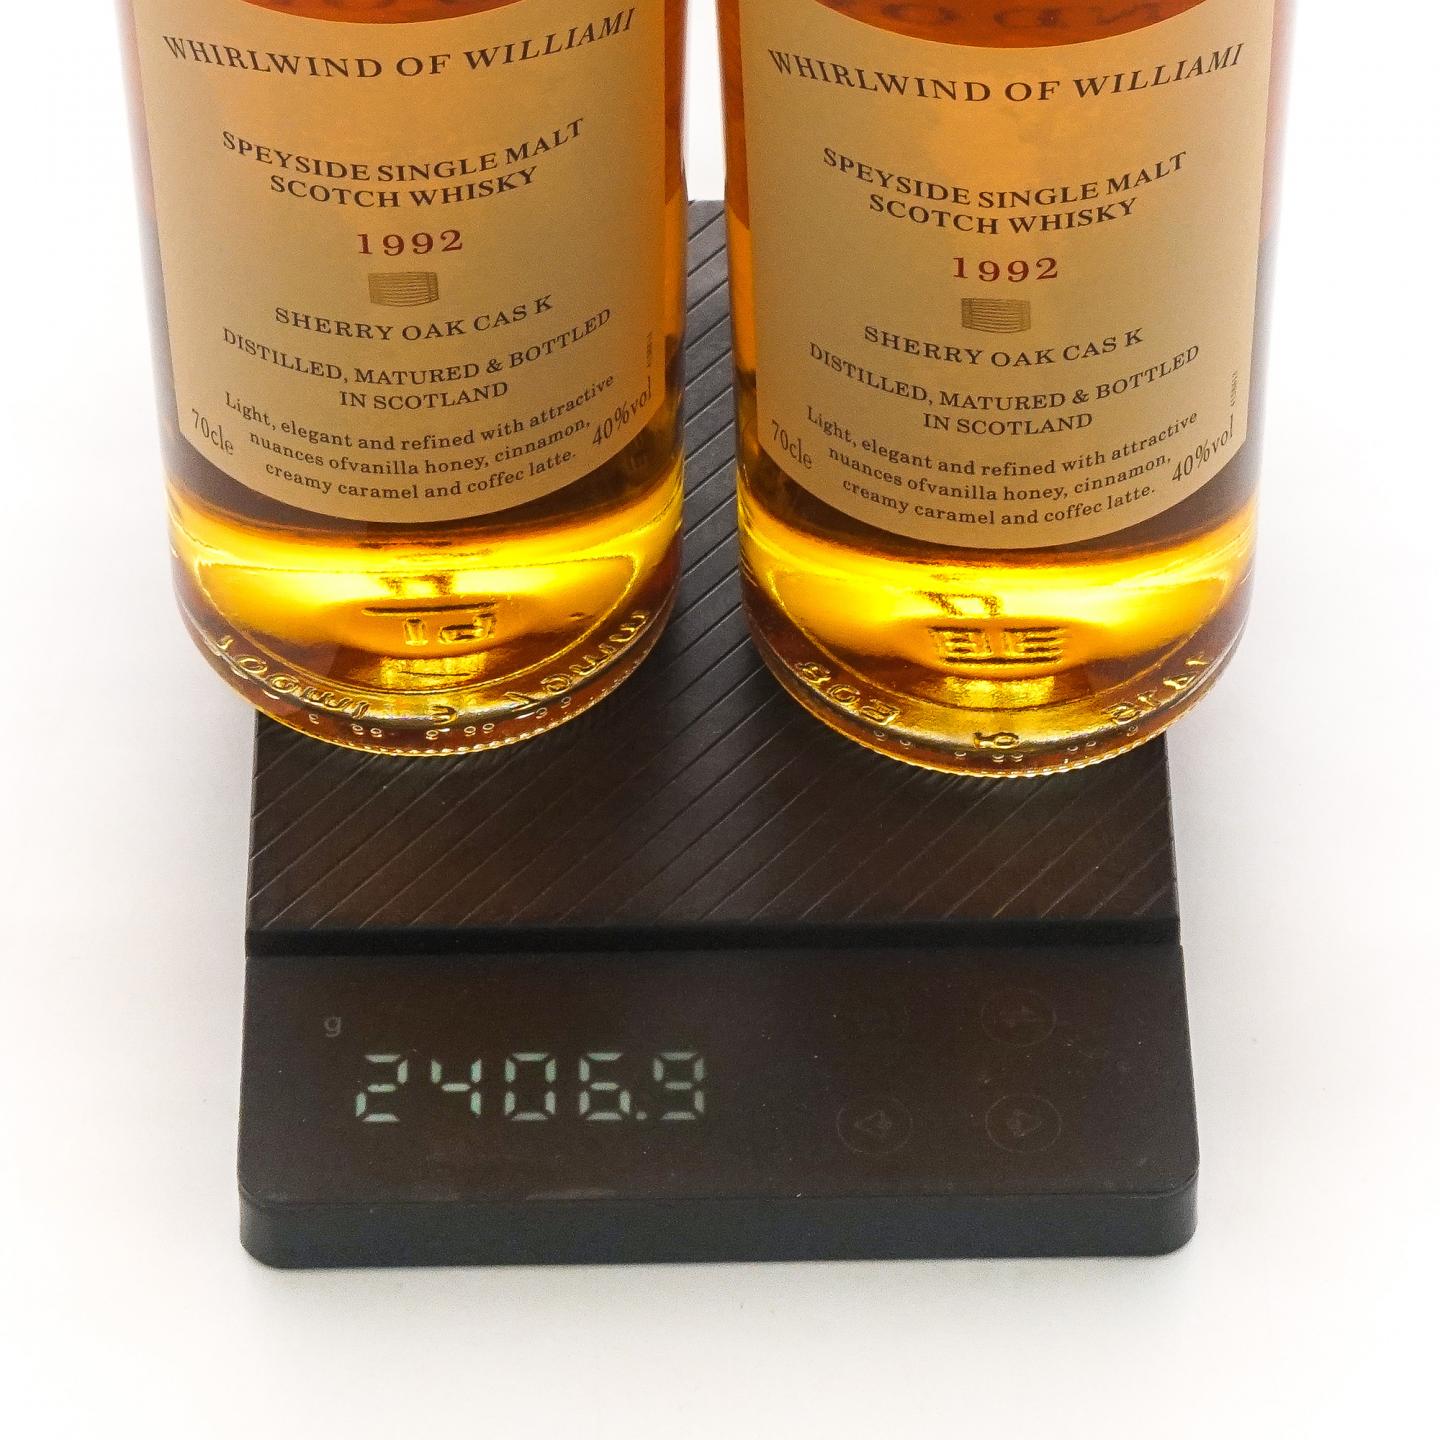 WHIRLWIND OF WILLIAMI
SPEYSIDE SINGLE MALT
SCOTCH WHISKY
1992
SHERRY OAK CAS K
DISTILLED, MATURED & BOTTLED
IN SCOTLAND
Light, elegant and refined with attractive
nuances ofvanilla honey, cinnamon,
creamy caramel and coffec latte.
70cle
40%vol
WHIRLWIND OF WILLIAMI
SPEYSIDE SINGLE MALT
SCOTCH WHISKY
1992
SHERRY OAK CAS K
DISTILLED, MATURED & BOTTLED
IN SCOTLAND
Light, elegant and refined with attractive
nuances ofvanilla honey, cinnamon,
creamy caramel and coffec latte.
70cle
40%vol
g
2406.9